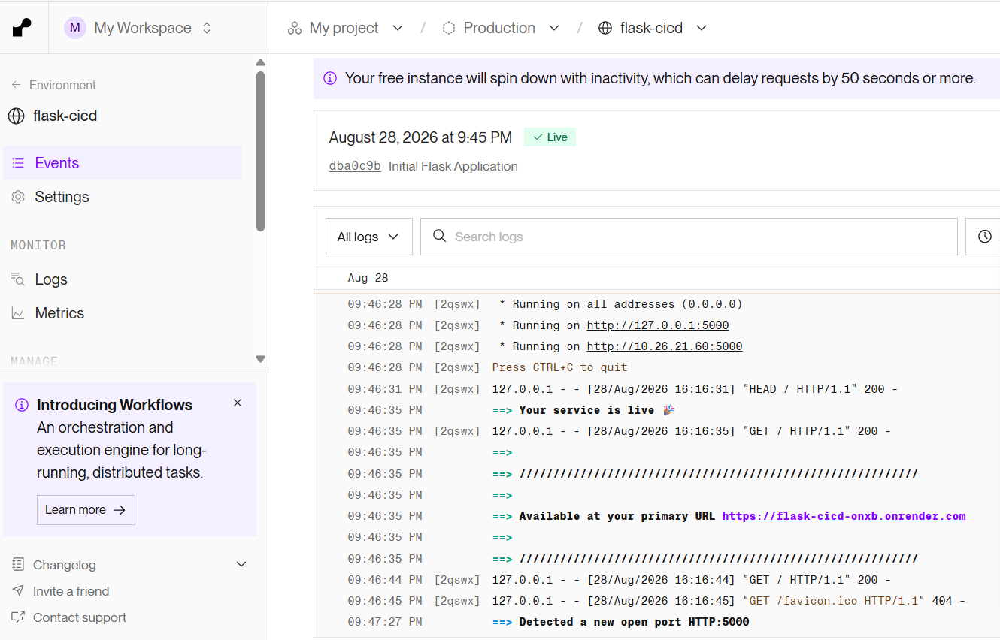 M My Workspace
My project / Production / flask-cicd
Environment
flask-cicd
Events
Settings
MONITOR
Logs
Metrics
MANAGE
Introducing Workflows
An orchestration and
execution engine for long-
running, distributed tasks.
Learn more
Changelog
Invite a friend
Contact support
Your free instance will spin down with inactivity, which can delay requests by 50 seconds or more.
August 28, 2026 at 9:45 PM Live
dba0c9b Initial Flask Application
All logs Search logs
Aug 28
09:46:28 PM [2qswx] * Running on all addresses (0.0.0.0)
09:46:28 PM [2qswx] * Running on http://127.0.0.1:5000
09:46:28 PM [2qswx] * Running on http://10.26.21.60:5000
09:46:28 PM [2qswx] Press CTRL+C to quit
09:46:31 PM [2qswx] 127.0.0.1 - - [28/Aug/2026 16:16:31] "HEAD / HTTP/1.1" 200 -
09:46:35 PM ==> Your service is live 🎉
09:46:35 PM [2qswx] 127.0.0.1 - - [28/Aug/2026 16:16:35] "GET / HTTP/1.1" 200 -
09:46:35 PM ==>
09:46:35 PM ==> ///////////////////////////////////////////////////////////
09:46:35 PM ==>
09:46:35 PM ==> Available at your primary URL https://flask-cicd-onxb.onrender.com
09:46:35 PM ==>
09:46:35 PM ==> ///////////////////////////////////////////////////////////
09:46:44 PM [2qswx] 127.0.0.1 - - [28/Aug/2026 16:16:44] "GET / HTTP/1.1" 200 -
09:46:45 PM [2qswx] 127.0.0.1 - - [28/Aug/2026 16:16:45] "GET /favicon.ico HTTP/1.1" 404 -
09:47:27 PM ==> Detected a new open port HTTP:5000